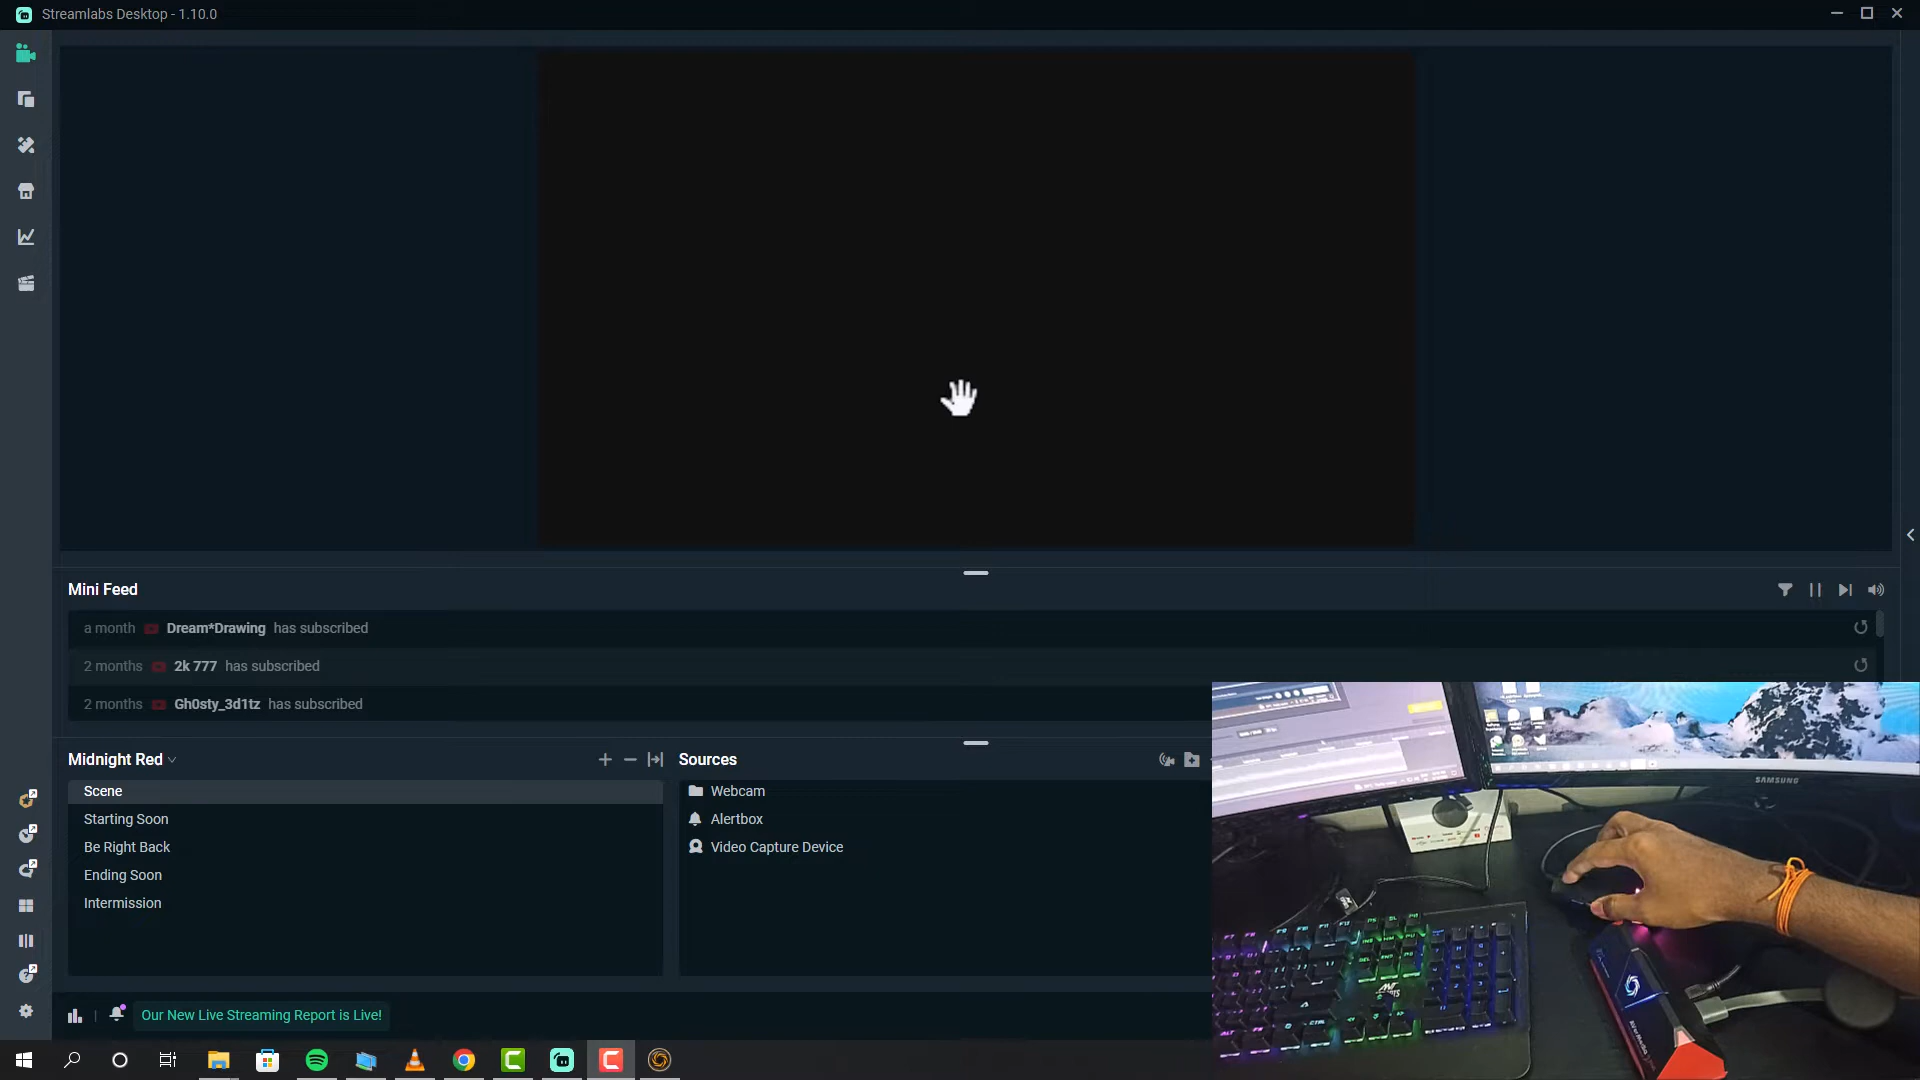 Streamlabs Desktop - 1.10.0
Mini Feed
a month Dream*Drawing has subscribed
2 months 2k 777 has subscribed
2 months Gh0sty_3d1tz has subscribed
Midnight Red
Scene
Starting Soon
Be Right Back
Ending Soon
Intermission
Sources
Webcam
Alertbox
Video Capture Device
Our New Live Streaming Report is Live!
SAMSUNG